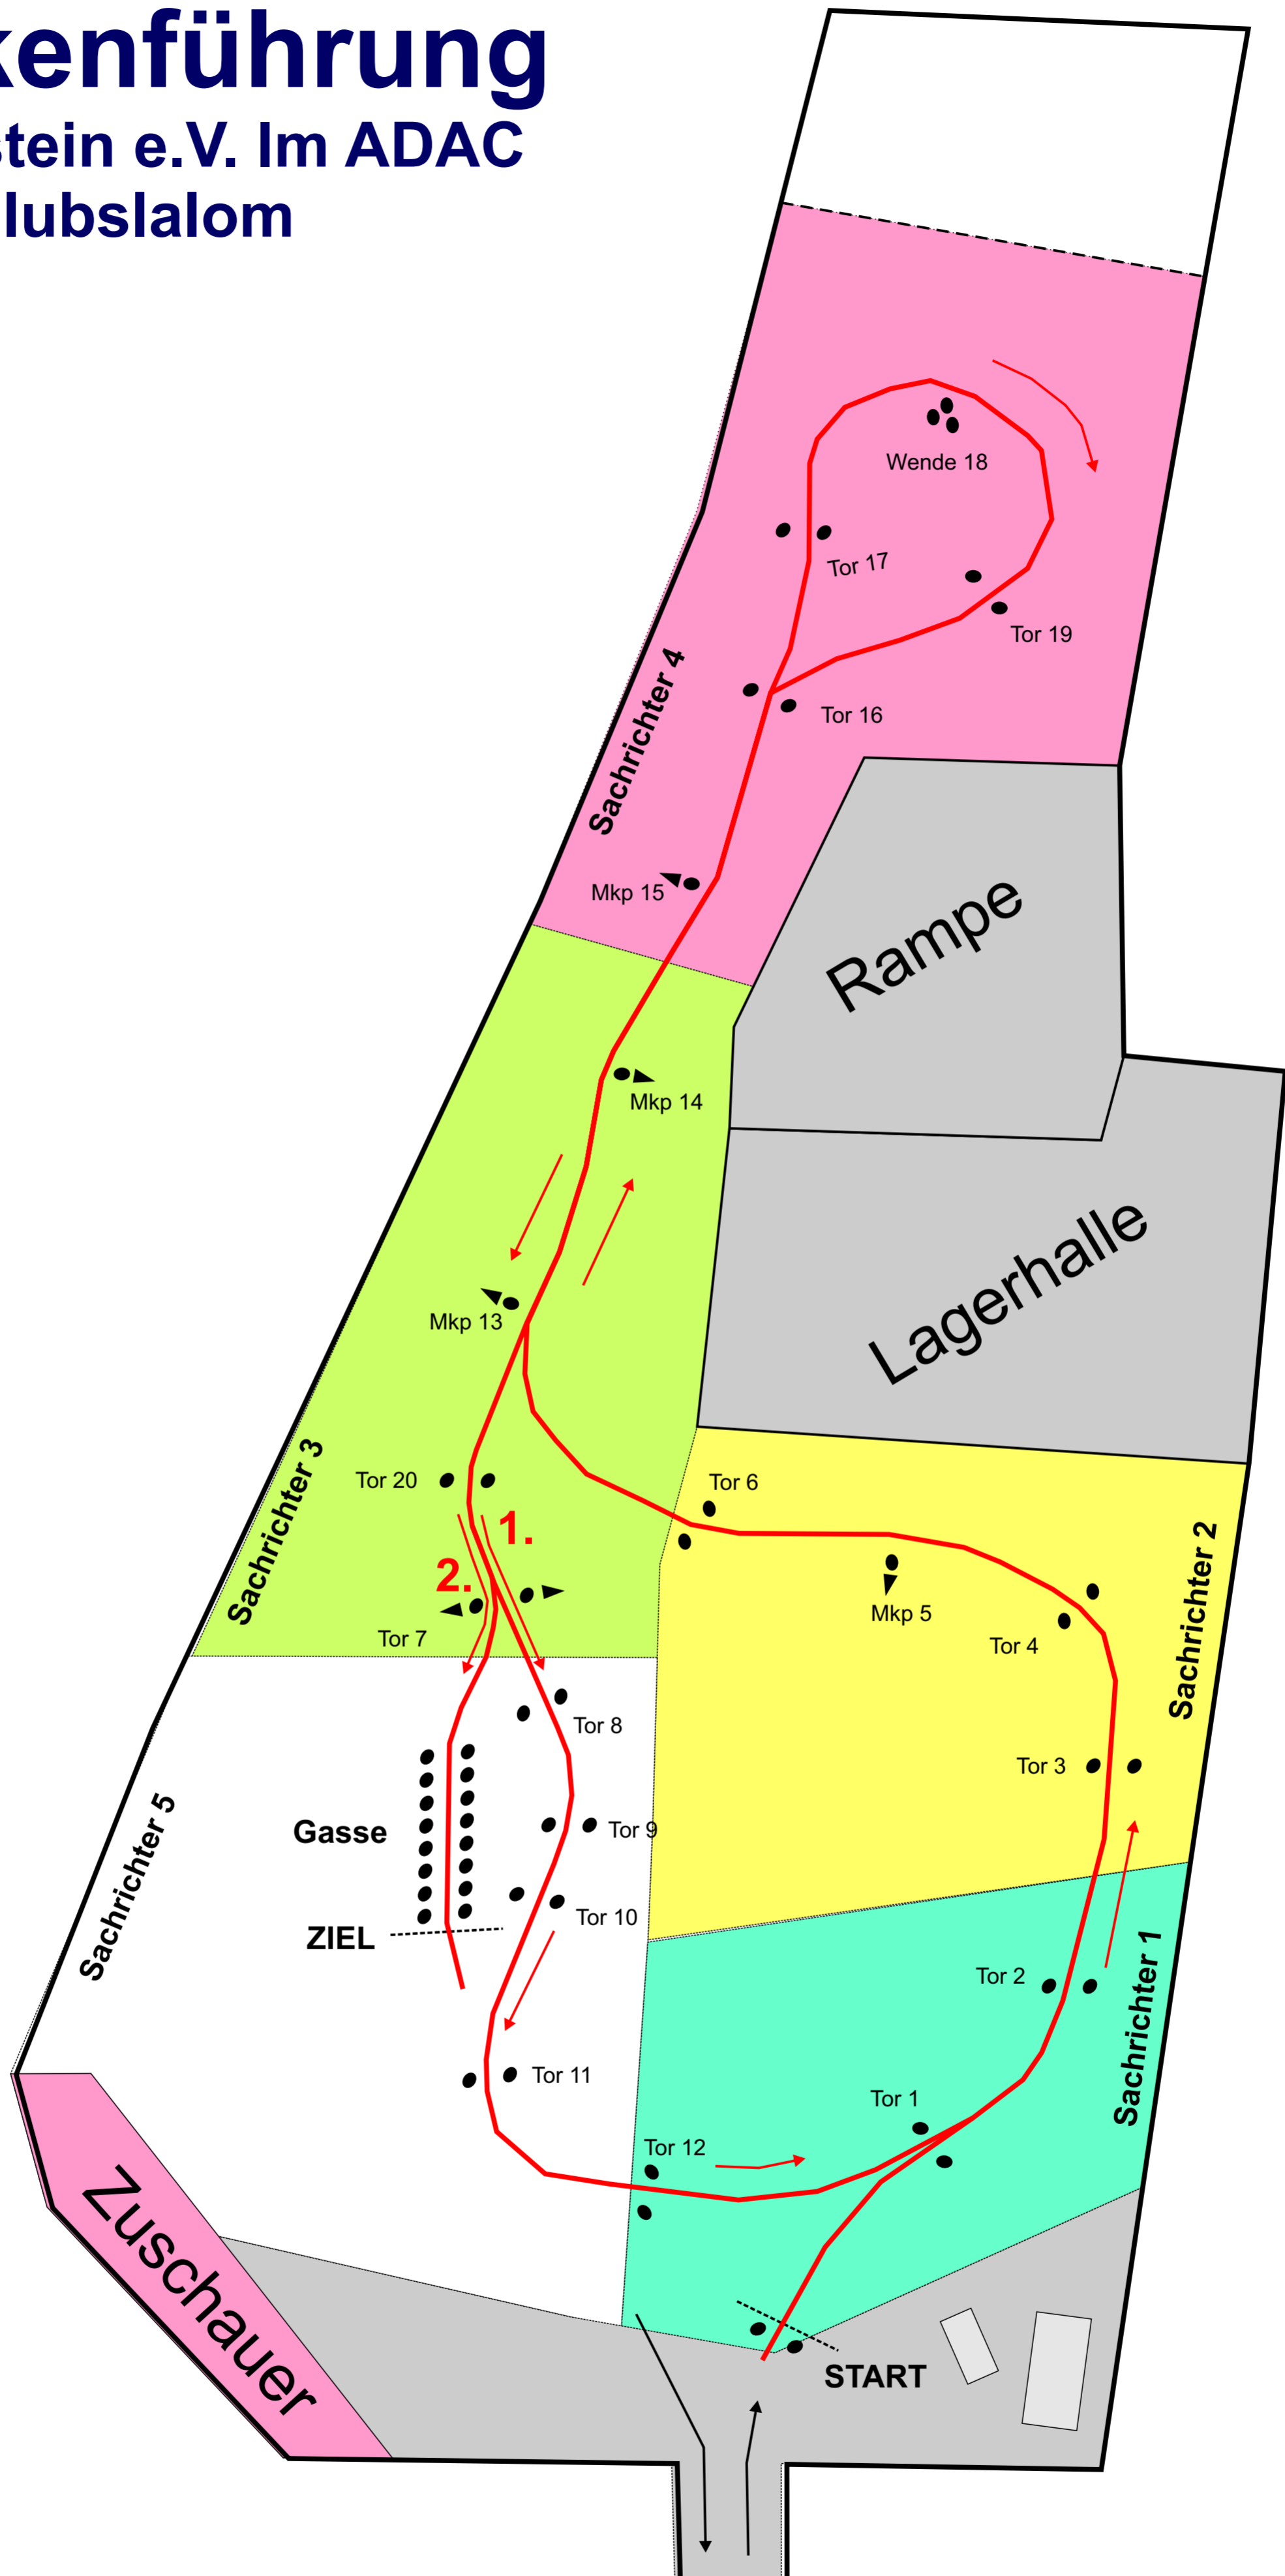 kenführung
stein e.V. Im ADAC
lubslalom
Wende 18
Tor 17
Tor 19
Sachrichter 4
Tor 16
Mkp 15
Rampe
Mkp 14
Lagerhalle
Mkp 13
Sachrichter 3
Tor 20
Tor 6
1.
2.
Sachrichter 2
Mkp 5
Tor 4
Tor 7
Tor 8
Tor 3
Sachrichter 5
Gasse
Tor 9
Tor 10
ZIEL
Sachrichter 1
Tor 2
Tor 11
Tor 1
Tor 12
Zuschauer
START